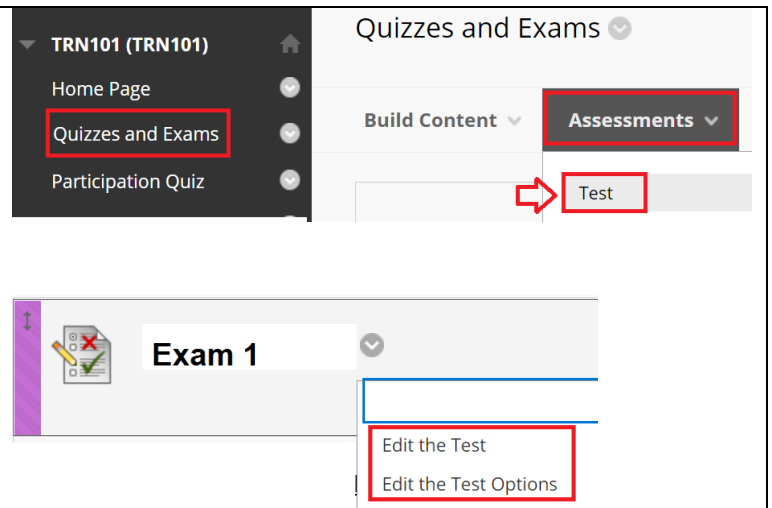 TRN101 (TRN101)
Home Page
Quizzes and Exams
Participation Quiz
Quizzes and Exams
Build Content
Assessments
Test
Exam 1
Edit the Test
Edit the Test Options